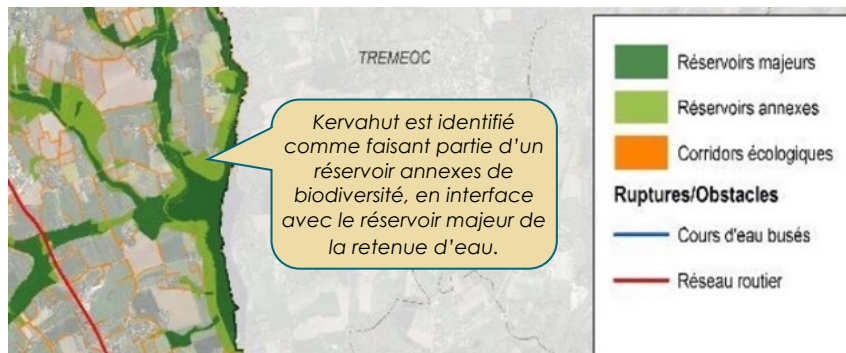 TREMEOC
Kervahut est identifié
comme faisant partie d'un
réservoir annexes de
biodiversité, en interface
avec le réservoir majeur de
la retenue d'eau.
Réservoirs majeurs
Réservoirs annexes
Corridors écologiques
Ruptures/Obstacles
Cours d'eau busés
Réseau routier